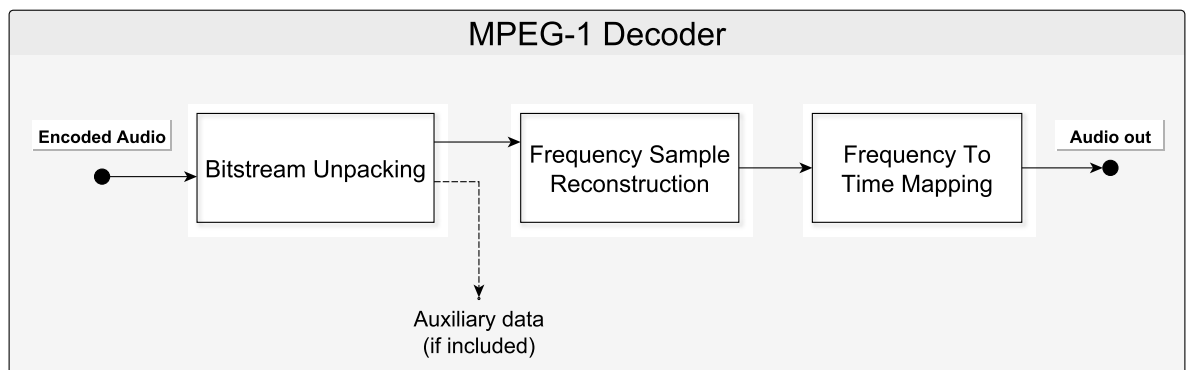 MPEG-1 Decoder
Encoded Audio
Bitstream Unpacking
Frequency Sample
Reconstruction
Frequency To
Time Mapping
Audio out
Auxiliary data
(if included)